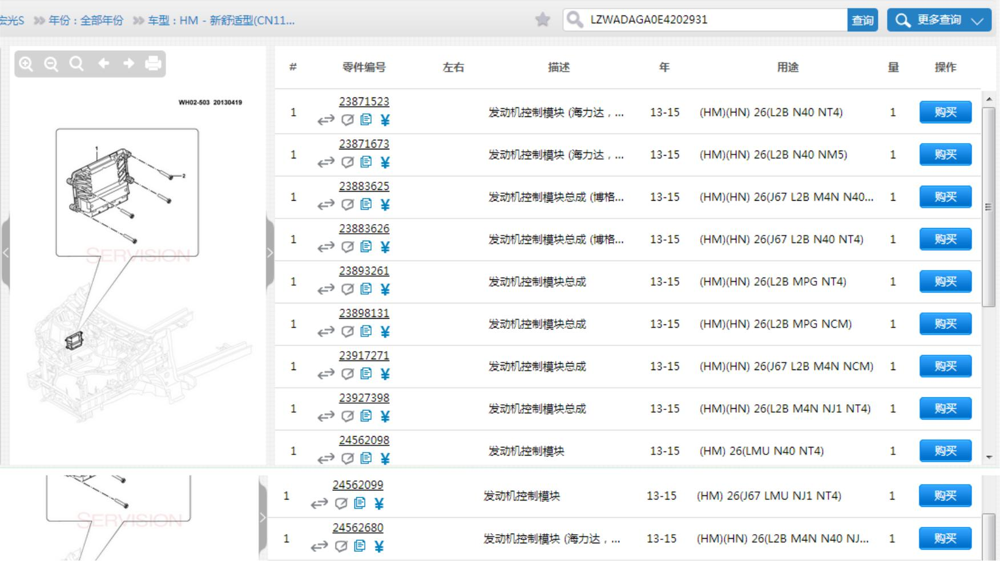 宏光S >> 年份：全部年份 >> 车型：HM - 新舒适型(CN11...
LZWADAGA0E4202931 查询 更多查询
# 零件编号 左右 描述 年 用途 量 操作
WH02-503 20130419
1
2
SERVISION
1 23871523 发动机控制模块 (海力达，... 13-15 (HM)(HN) 26(L2B N40 NT4) 1 购买
¥
1 23871673 发动机控制模块 (海力达，... 13-15 (HM)(HN) 26(L2B N40 NM5) 1 购买
¥
1 23883625 发动机控制模块总成 (博格... 13-15 (HM)(HN) 26(J67 L2B M4N N40... 1 购买
¥
1 23883626 发动机控制模块总成 (博格... 13-15 (HM)(HN) 26(J67 L2B N40 NT4) 1 购买
¥
1 23893261 发动机控制模块总成 13-15 (HM)(HN) 26(L2B MPG NT4) 1 购买
¥
1 23898131 发动机控制模块总成 13-15 (HM)(HN) 26(L2B MPG NCM) 1 购买
¥
1 23917271 发动机控制模块总成 13-15 (HM)(HN) 26(J67 L2B M4N NCM) 1 购买
¥
1 23927398 发动机控制模块总成 13-15 (HM)(HN) 26(L2B M4N NJ1 NT4) 1 购买
¥
1 24562098 发动机控制模块 13-15 (HM) 26(LMU N40 NT4) 1 购买
¥
SERVISION
1 24562099 发动机控制模块 13-15 (HM) 26(J67 LMU NJ1 NT4) 1 购买
¥
1 24562680 发动机控制模块 (海力达，... 13-15 (HM)(HN) 26(L2B M4N N40 NJ... 1 购买
¥